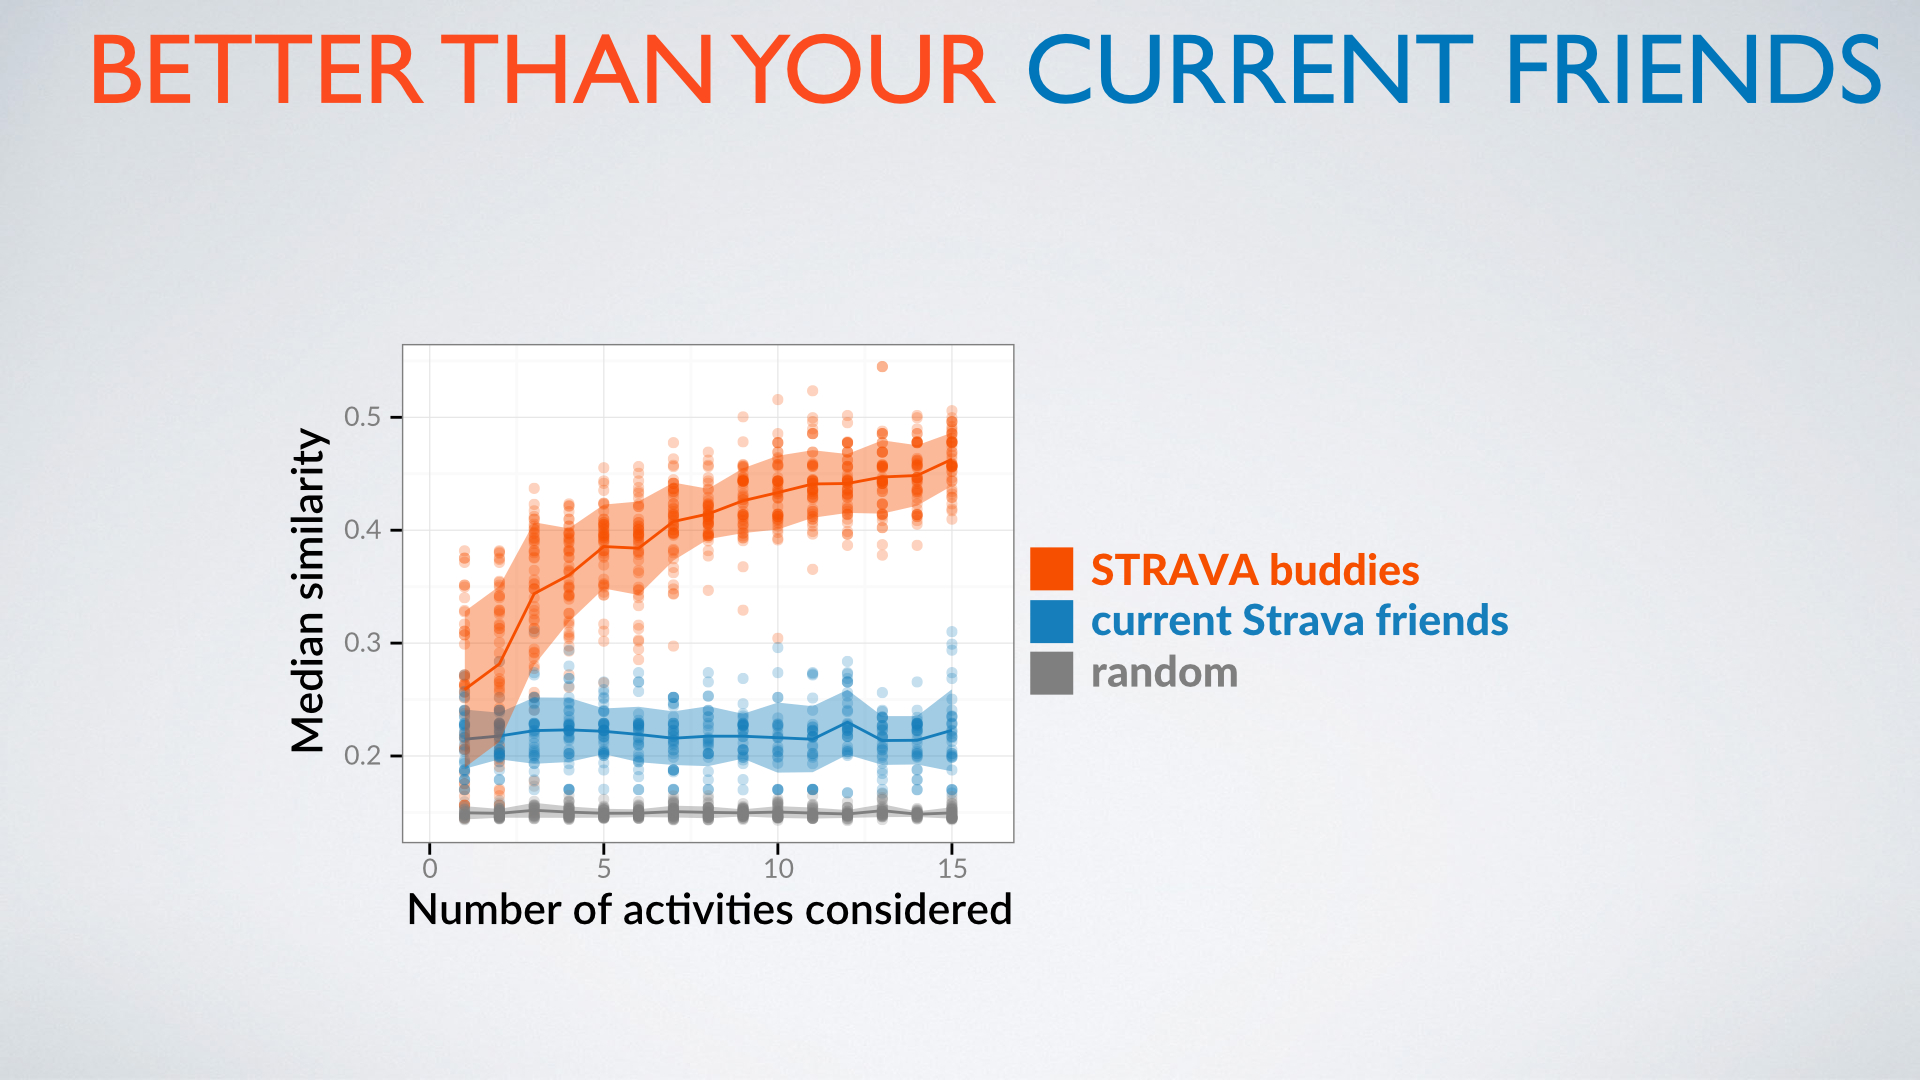 BETTER THAN YOUR CURRENT FRIENDS
0.5
0.4
0.3
0.2
Median similarity
0 5 10 15
Number of activities considered
STRAVA buddies
current Strava friends
random